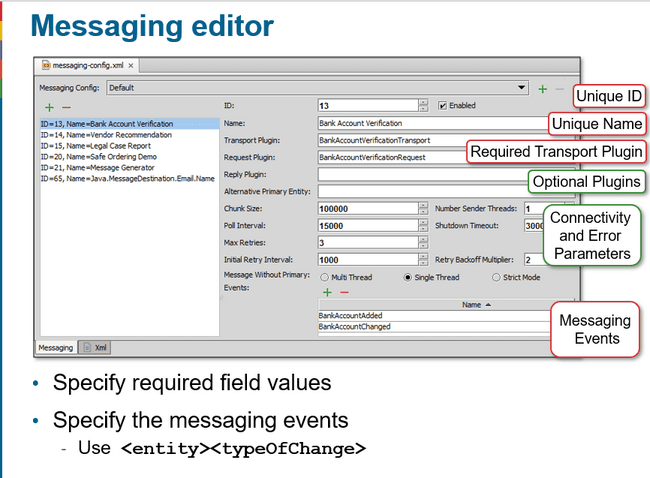 Messaging editor
messaging-config.xml ×
Messaging Config: Default
ID=13, Name=Bank Account Verification
ID=14, Name=Vendor Recommendation
ID=15, Name=Legal Case Report
ID=20, Name=Safe Ordering Demo
ID=21, Name=Message Generator
ID=65, Name=Java.MessageDestination.Email.Name
ID: 13 Enabled
Name: Bank Account Verification
Transport Plugin: BankAccountVerificationTransport
Request Plugin: BankAccountVerificationRequest
Reply Plugin:
Alternative Primary Entity:
Chunk Size: 100000 Number Sender Threads: 1
Poll Interval: 15000 Shutdown Timeout: 3000
Max Retries: 3
Initial Retry Interval: 1000 Retry Backoff Multiplier: 2
Message Without Primary: Multi Thread Single Thread Strict Mode
Events:
Name
BankAccountAdded
BankAccountChanged
Messaging Xml
Unique ID
Unique Name
Required Transport Plugin
Optional Plugins
Connectivity
and Error
Parameters
Messaging
Events
• Specify required field values
• Specify the messaging events
- Use <entity><typeOfChange>